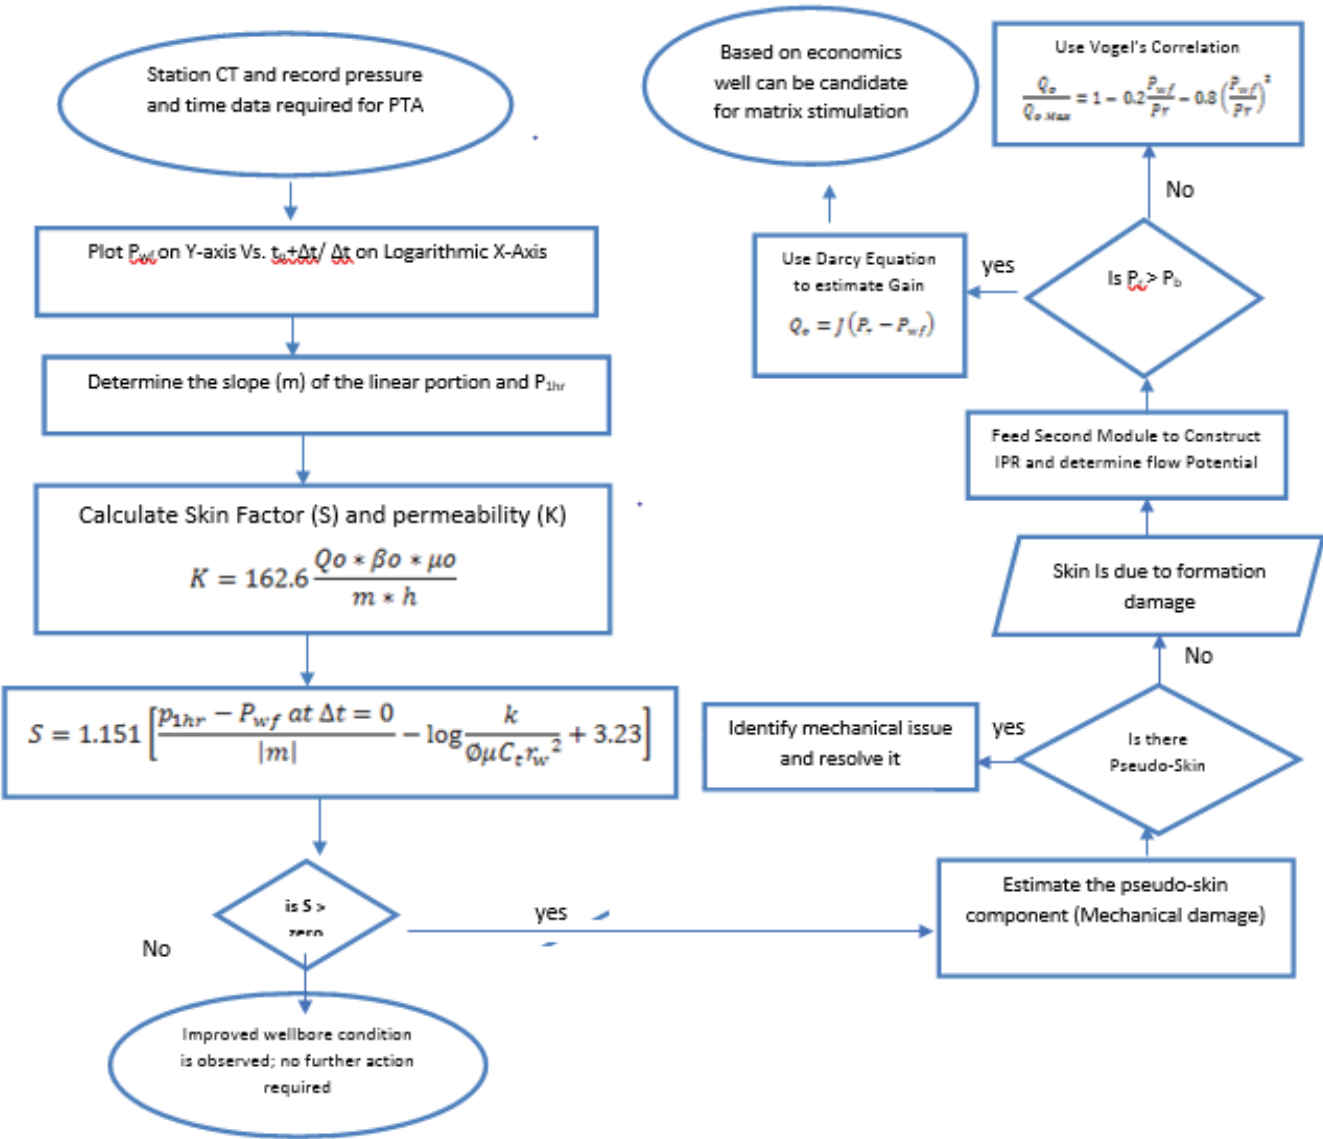 Station CT and record pressure
and time data required for PTA
Plot Pwf on Y-axis Vs. tp+Δt/ Δt on Logarithmic X-Axis
Determine the slope (m) of the linear portion and P1hr
Calculate Skin Factor (S) and permeability (K)
K = 162.6 Qo * βo * μo / m * h
S = 1.151 [p1hr − Pwf at Δt = 0 / |m| − log k / ØμCtrw² + 3.23]
is S >
zero
No
yes
Improved wellbore condition
is observed; no further action
required
Estimate the pseudo-skin
component (Mechanical damage)
Is there
Pseudo-Skin
yes
Identify mechanical issue
and resolve it
No
Skin Is due to formation
damage
Feed Second Module to Construct
IPR and determine flow Potential
Is Pr > Pb
yes
Use Darcy Equation
to estimate Gain
Qo = J(Pr − Pwf)
Based on economics
well can be candidate
for matrix stimulation
No
Use Vogel's Correlation
Qo / Qo Max = 1 − 0.2 Pwf / Pr − 0.8 (Pwf / Pr)²